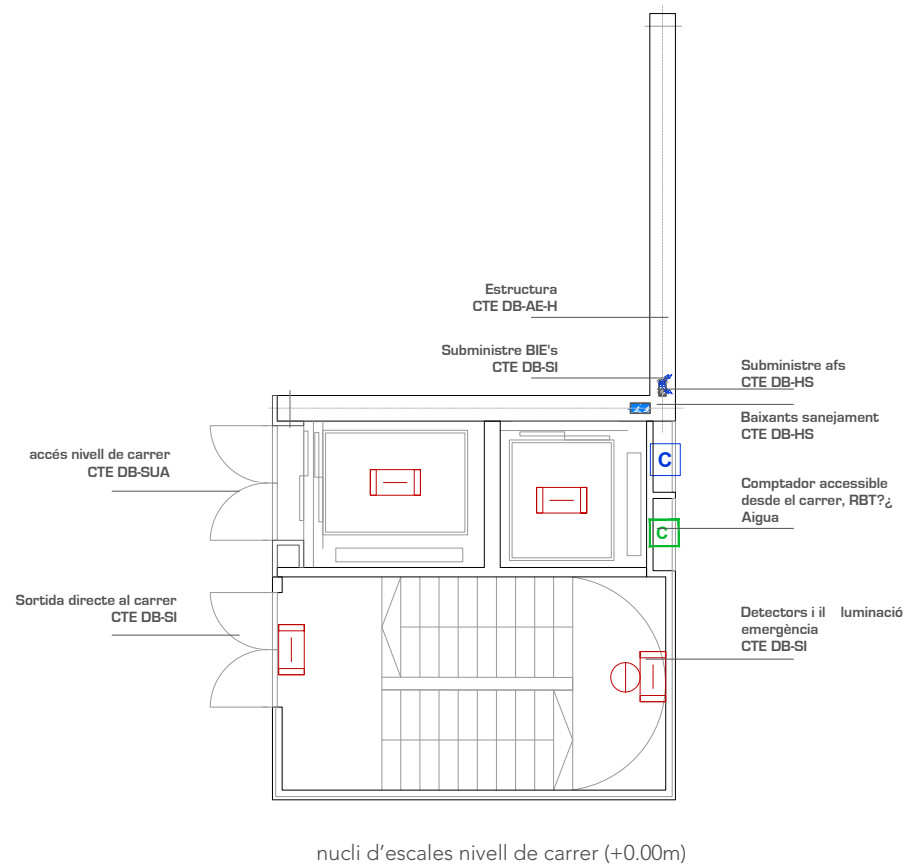 Estructura
CTE DB-AE-H
Subministre BIE's
CTE DB-SI
Subministre afs
CTE DB-HS
Baixants sanejament
CTE DB-HS
accés nivell de carrer
CTE DB-SUA
C
Comptador accessible
desde el carrer, RBT?¿
Aigua
C
Sortida directe al carrer
CTE DB-SI
Detectors i il luminació
emergència
CTE DB-SI
nucli d'escales nivell de carrer (+0.00m)